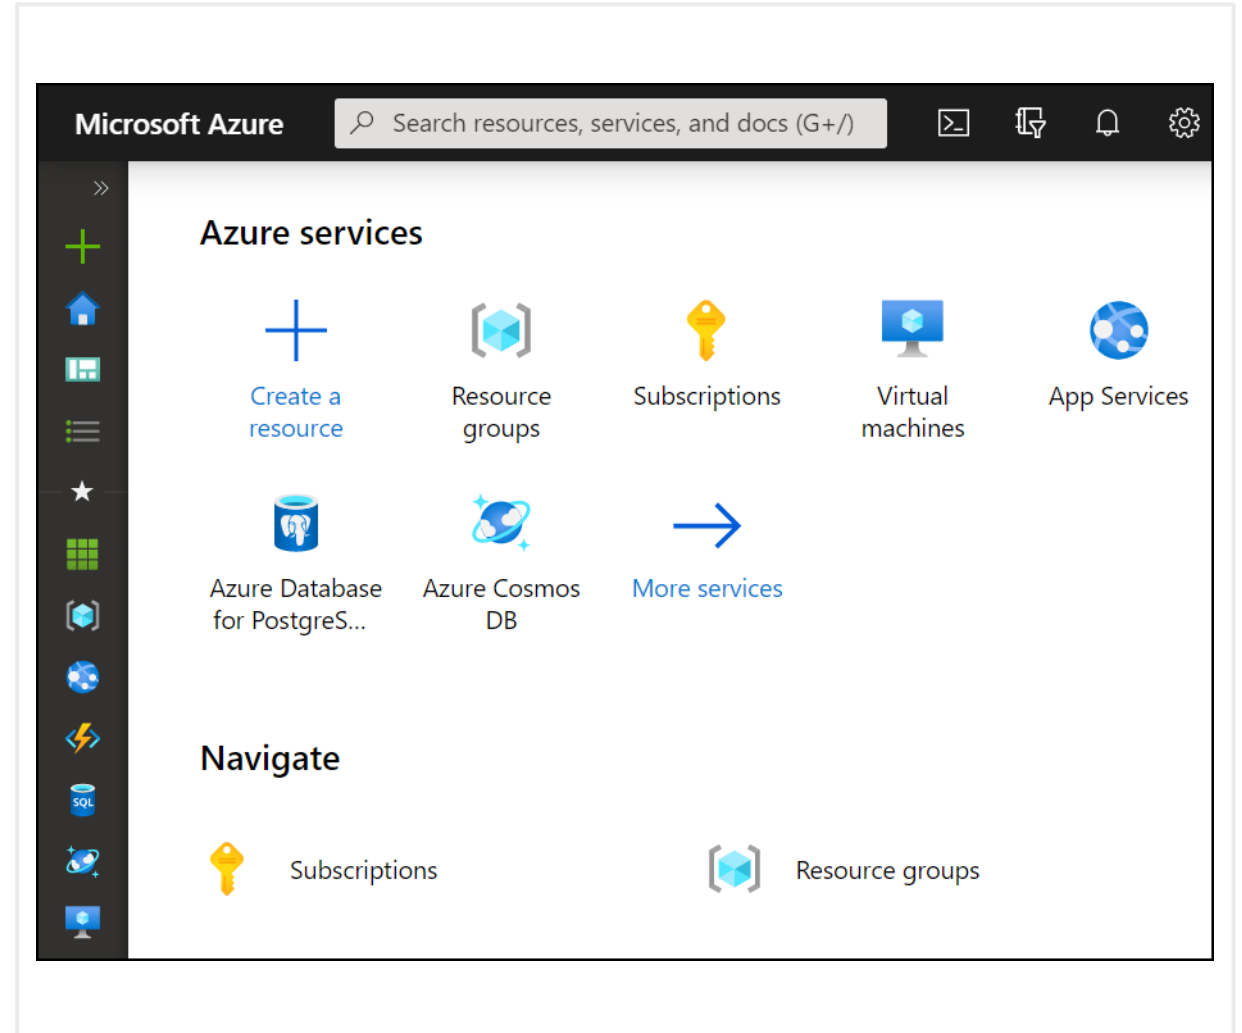 Microsoft Azure
Search resources, services, and docs (G+/)
Azure services
Create a
resource
Resource
groups
Subscriptions
Virtual
machines
App Services
Azure Database
for PostgreS...
Azure Cosmos
DB
More services
Navigate
SQL
Subscriptions
Resource groups